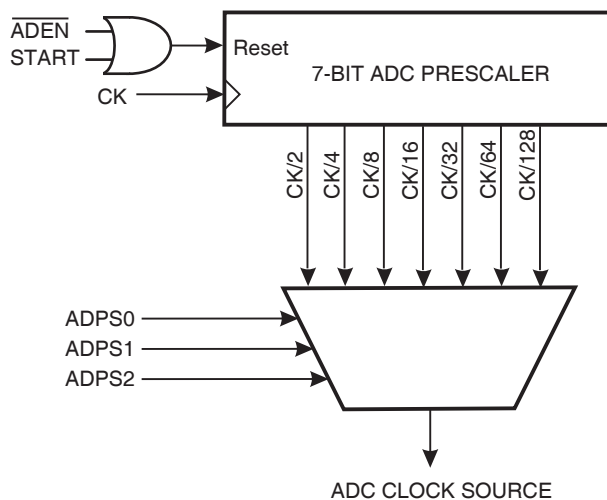 ADEN
START
Reset
7-BIT ADC PRESCALER
CK
CK/2
CK/4
CK/8
CK/16
CK/32
CK/64
CK/128
ADPS0
ADPS1
ADPS2
ADC CLOCK SOURCE